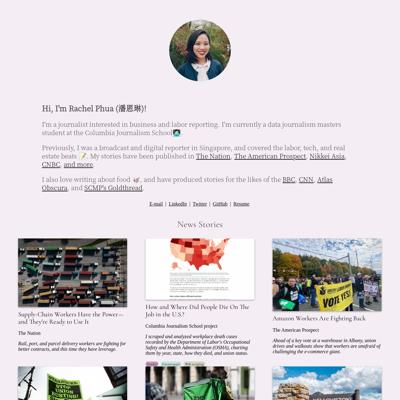 Hi, I'm Rachel Phua (潘恩琳)!
I'm a journalist interested in business and labor reporting. I'm currently a data journalism masters
student at the Columbia Journalism School👩🏻‍💻.
Previously, I was a broadcast and digital reporter in Singapore, and covered the labor, tech, and real
estate beats 📝. My stories have been published in The Nation, The American Prospect, Nikkei Asia,
CNBC, and more.
I also love writing about food 🍜, and have produced stories for the likes of the BBC, CNN, Atlas
Obscura, and SCMP's Goldthread.
E-mail | LinkedIn | Twitter | GitHub | Resume
News Stories
Supply-Chain Workers Have the Power—
and They're Ready to Use It
The Nation
Rail, port, and parcel delivery workers are fighting for
better contracts, and this time they have leverage.
How and Where Did People Die On The
Job in the U.S.?
Columbia Journalism School project
I scraped and analyzed workplace death cases
recorded by the Department of Labor's Occupational
Safety and Health Administration (OSMA), charting
them by year, state, how they died, and union status.
Amazon Workers Are Fighting Back
The American Prospect
Ahead of a key vote at a warehouse in Albany, union
drives and walkouts show that workers are unafraid of
challenging the e-commerce giant.
VOTE YES!